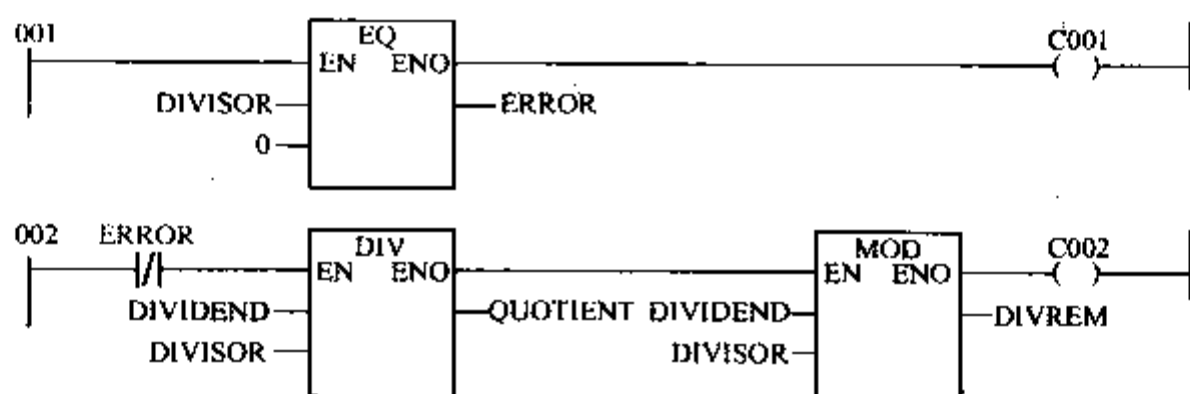 001
EQ
C001
EN ENO
DIVISOR
ERROR
0
002 ERROR
DIV
MOD
C002
EN ENO
EN ENO
DIVIDEND
QUOTIENT DIVIDEND
DIVREM
DIVISOR
DIVISOR